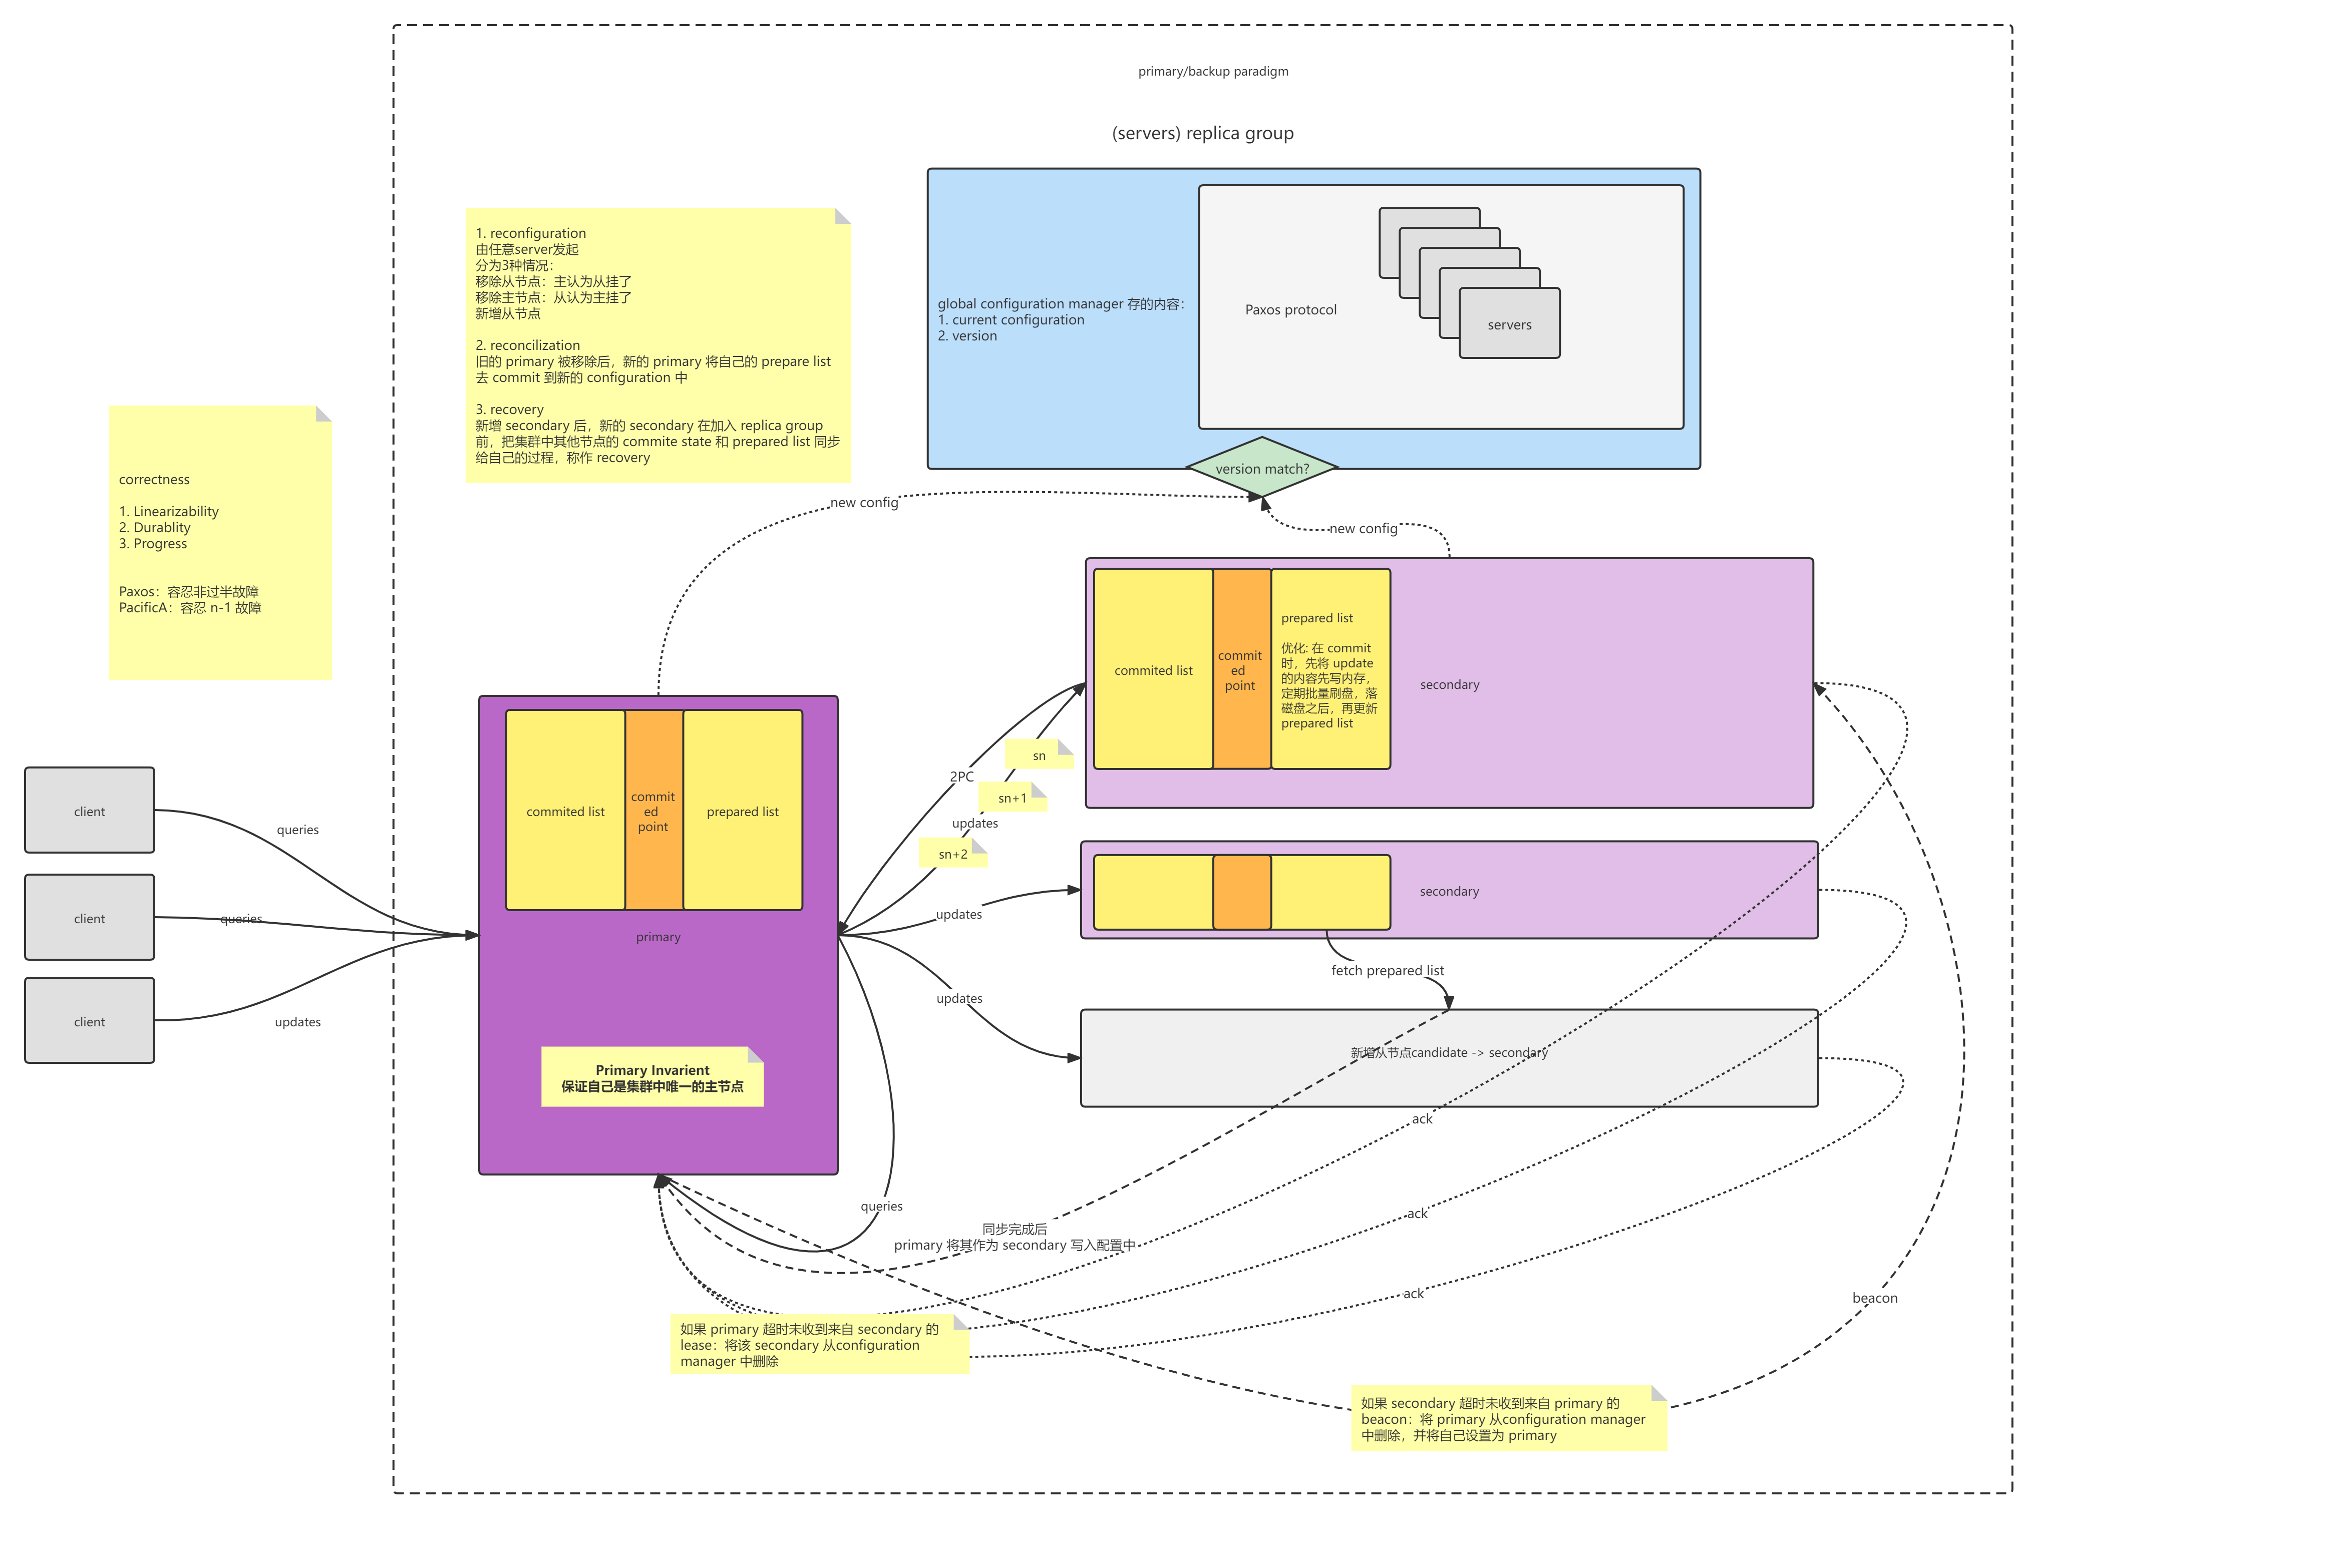 primary/backup paradigm
(servers) replica group
1. reconfiguration
由任意server发起
分为3种情况：
移除从节点：主认为从挂了
移除主节点：从认为主挂了
新增从节点
2. reconcilization
旧的 primary 被移除后，新的 primary 将自己的 prepare list
去 commit 到新的 configuration 中
3. recovery
新增 secondary 后，新的 secondary 在加入 replica group
前，把集群中其他节点的 commite state 和 prepared list 同步
给自己的过程，称作 recovery
global configuration manager 存的内容：
1. current configuration
2. version
Paxos protocol
servers
version match?
new config
new config
correctness
1. Linearizability
2. Durablity
3. Progress
Paxos：容忍非过半故障
PacificA：容忍 n-1 故障
commited list
commit
ed
point
prepared list
优化: 在 commit
时，先将 update
的内容先写内存，
定期批量刷盘，落
磁盘之后，再更新
prepared list
secondary
client
client
client
queries
queries
updates
commited list
commit
ed
point
prepared list
primary
Primary Invarient
保证自己是集群中唯一的主节点
sn
2PC
sn+1
updates
sn+2
updates
updates
secondary
fetch prepared list
新增从节点candidate -> secondary
ack
ack
ack
queries
同步完成后
primary 将其作为 secondary 写入配置中
beacon
如果 primary 超时未收到来自 secondary 的
lease：将该 secondary 从configuration
manager 中删除
如果 secondary 超时未收到来自 primary 的
beacon：将 primary 从configuration manager
中删除，并将自己设置为 primary